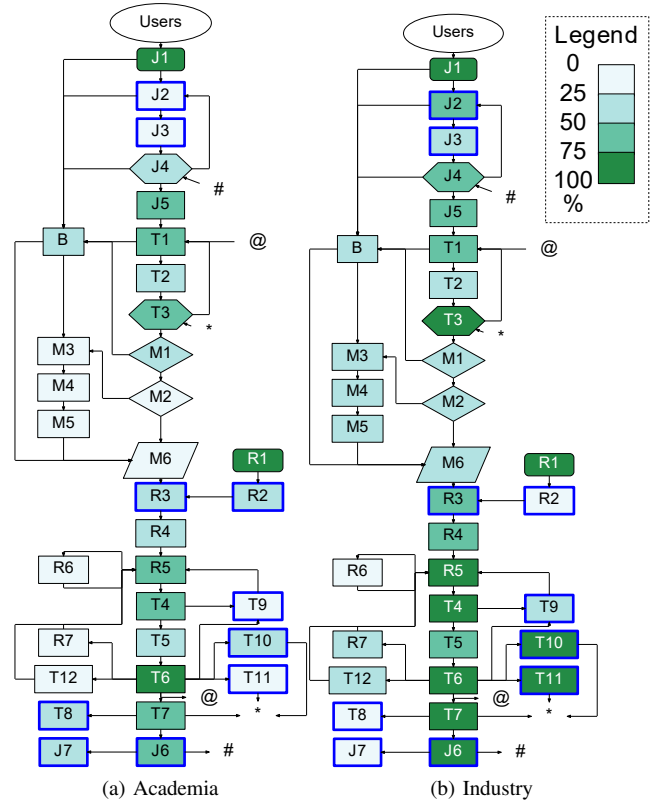 Users
J1
J2
J3
J4
#
J5
B
T1
@
T2
T3
*
M3
M1
M4
M2
M5
M6
R1
R3
R2
R4
R6
R5
T4
T9
R7
T5
T10
T12
T6
T11
@
T8
T7
*
J7
J6
#
(a) Academia
Users
J1
J2
J3
J4
#
J5
B
T1
@
T2
T3
*
M3
M1
M4
M2
M5
M6
R1
R3
R2
R4
R6
R5
T4
T9
R7
T5
T10
T12
T6
T11
@
T8
T7
*
J7
J6
#
(b) Industry
Legend
0
25
50
75
100
%